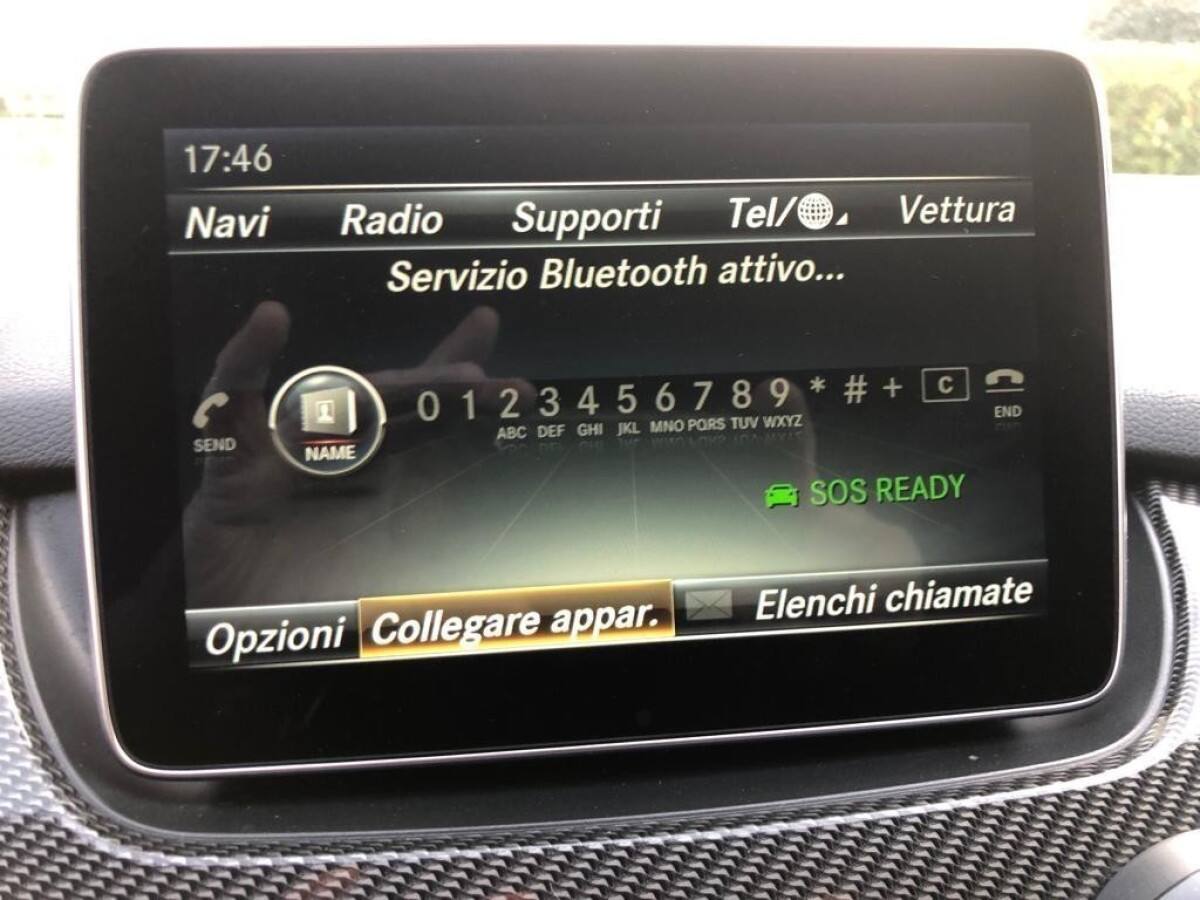 17:46
Navi Radio Supporti Tel/ Vettura
Servizio Bluetooth attivo...
0 1 2 3 4 5 6 7 8 9 * # + C
ABC DEF GHI JKL MNO PQRS TUV WXYZ
SEND NAME END
SOS READY
Opzioni Collegare appar. Elenchi chiamate